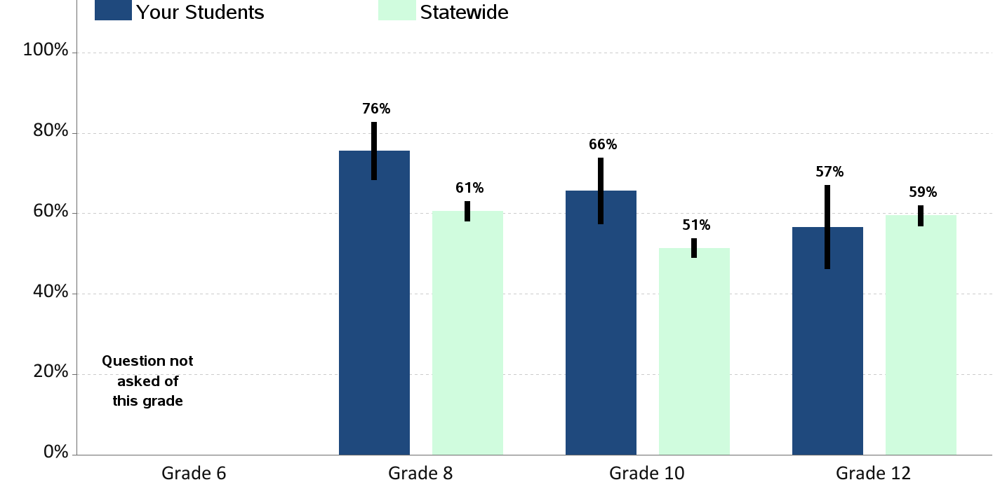 Your Students
Statewide
100%
80%
60%
40%
20%
0%
76%
61%
66%
51%
57%
59%
Question not
asked of
this grade
Grade 6
Grade 8
Grade 10
Grade 12